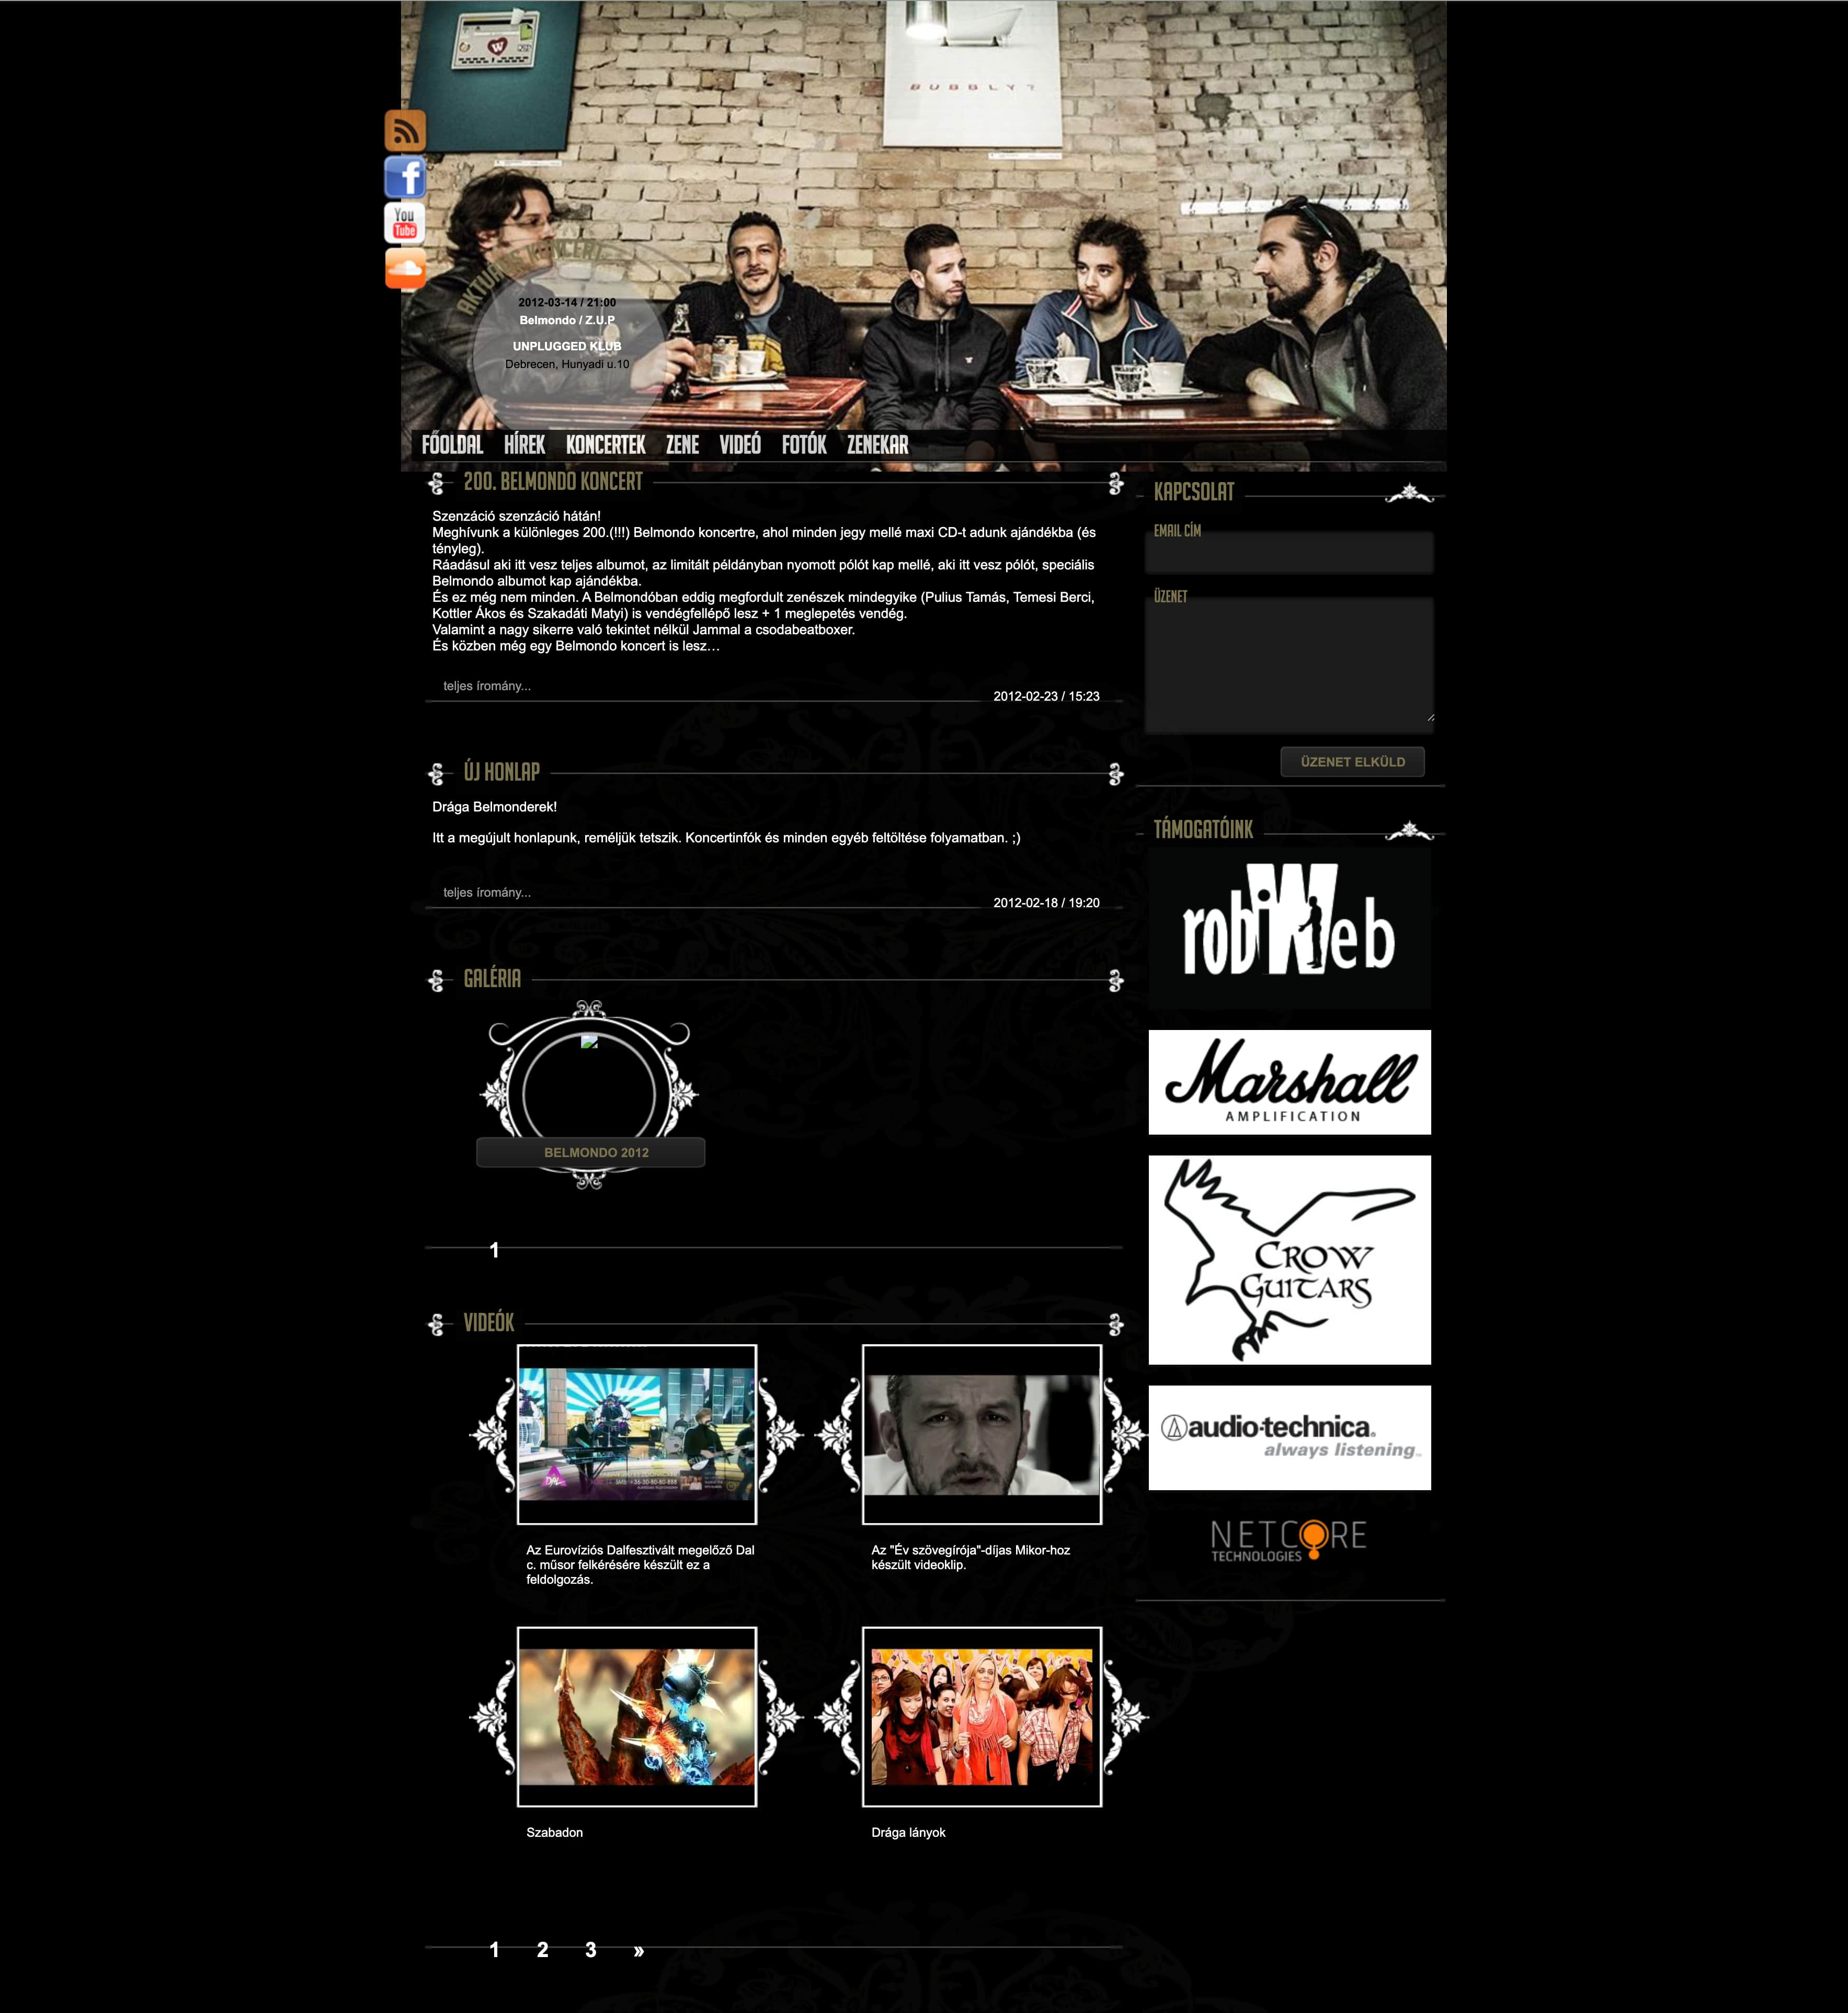 BUBBLY?
You
Tube
AKTUÁLIS KONCERT
2012-03-14 / 21:00
Belmondo / Z.U.P
UNPLUGGED KLUB
Debrecen, Hunyadi u.10
FŐOLDAL HÍREK KONCERTEK ZENE VIDEÓ FOTÓK ZENEKAR
200. BELMONDO KONCERT
Szenzáció szenzáció hátán!
Meghívunk a különleges 200.(!!!) Belmondo koncertre, ahol minden jegy mellé maxi CD-t adunk ajándékba (és
tényleg).
Ráadásul aki itt vesz teljes albumot, az limitált példányban nyomott pólót kap mellé, aki itt vesz pólót, speciális
Belmondo albumot kap ajándékba.
És ez még nem minden. A Belmondóban eddig megfordult zenészek mindegyike (Pulius Tamás, Temesi Berci,
Kottler Ákos és Szakadáti Matyi) is vendégfellépő lesz + 1 meglepetés vendég.
Valamint a nagy sikerre való tekintet nélkül Jammal a csodabeatboxer.
És közben még egy Belmondo koncert is lesz…
teljes íromány...
2012-02-23 / 15:23
ÚJ HONLAP
Drága Belmonderek!
Itt a megújult honlapunk, reméljük tetszik. Koncertinfók és minden egyéb feltöltése folyamatban. ;)
teljes íromány...
2012-02-18 / 19:20
GALÉRIA
BELMONDO 2012
1
VIDEÓK
DAL
Az Eurovíziós Dalfesztivált megelőző Dal
c. műsor felkérésére készült ez a
feldolgozás.
Az "Év szövegírója"-díjas Mikor-hoz
készült videoklip.
Szabadon
Drága lányok
1 2 3 »
KAPCSOLAT
EMAIL CÍM
ÜZENET
ÜZENET ELKÜLD
TÁMOGATÓINK
robiWeb
Marshall
AMPLIFICATION
CROW
GUITARS
audio-technica
always listening
NETCORE
TECHNOLOGIES